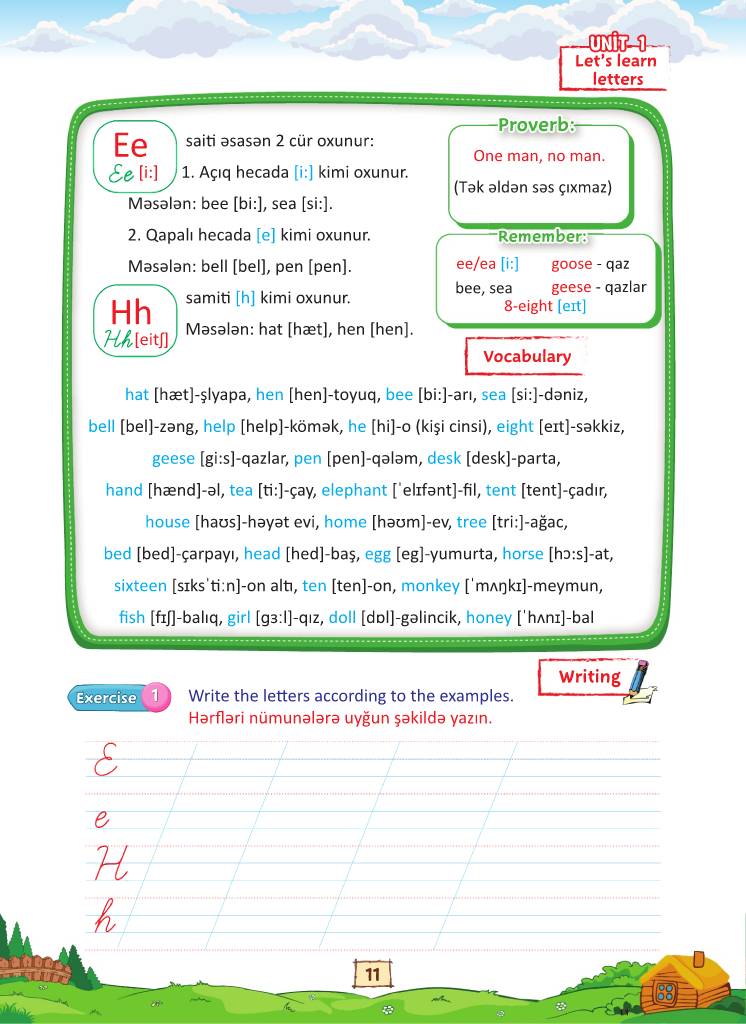 UNİT 1
Let's learn
letters
Ee
Ee [i:]
saiti əsasən 2 cür oxunur:
1. Açıq hecada [i:] kimi oxunur.
Məsələn: bee [bi:], sea [si:].
2. Qapalı hecada [e] kimi oxunur.
Məsələn: bell [bel], pen [pen].
Hh
Hh [eitʃ]
samiti [h] kimi oxunur.
Məsələn: hat [hæt], hen [hen].
Proverb:
One man, no man.
(Tək əldən səs çıxmaz)
Remember:
ee/ea [i:] goose - qaz
bee, sea geese - qazlar
8-eight [eɪt]
Vocabulary
hat [hæt]-şlyapa, hen [hen]-toyuq, bee [bi:]-arı, sea [si:]-dəniz,
bell [bel]-zəng, help [help]-kömək, he [hi]-o (kişi cinsi), eight [eɪt]-səkkiz,
geese [gi:s]-qazlar, pen [pen]-qələm, desk [desk]-parta,
hand [hænd]-əl, tea [ti:]-çay, elephant [ˈelɪfənt]-fil, tent [tent]-çadır,
house [haʊs]-həyət evi, home [həʊm]-ev, tree [tri:]-ağac,
bed [bed]-çarpayı, head [hed]-baş, egg [eg]-yumurta, horse [hɔ:s]-at,
sixteen [sɪksˈti:n]-on altı, ten [ten]-on, monkey [ˈmʌŋkɪ]-meymun,
fish [fɪʃ]-balıq, girl [gɜ:l]-qız, doll [dɒl]-gəlincik, honey [ˈhʌnɪ]-bal
Writing
Exercise 1
Write the letters according to the examples.
Hərfləri nümunələrə uyğun şəkildə yazın.
E
e
H
h
11